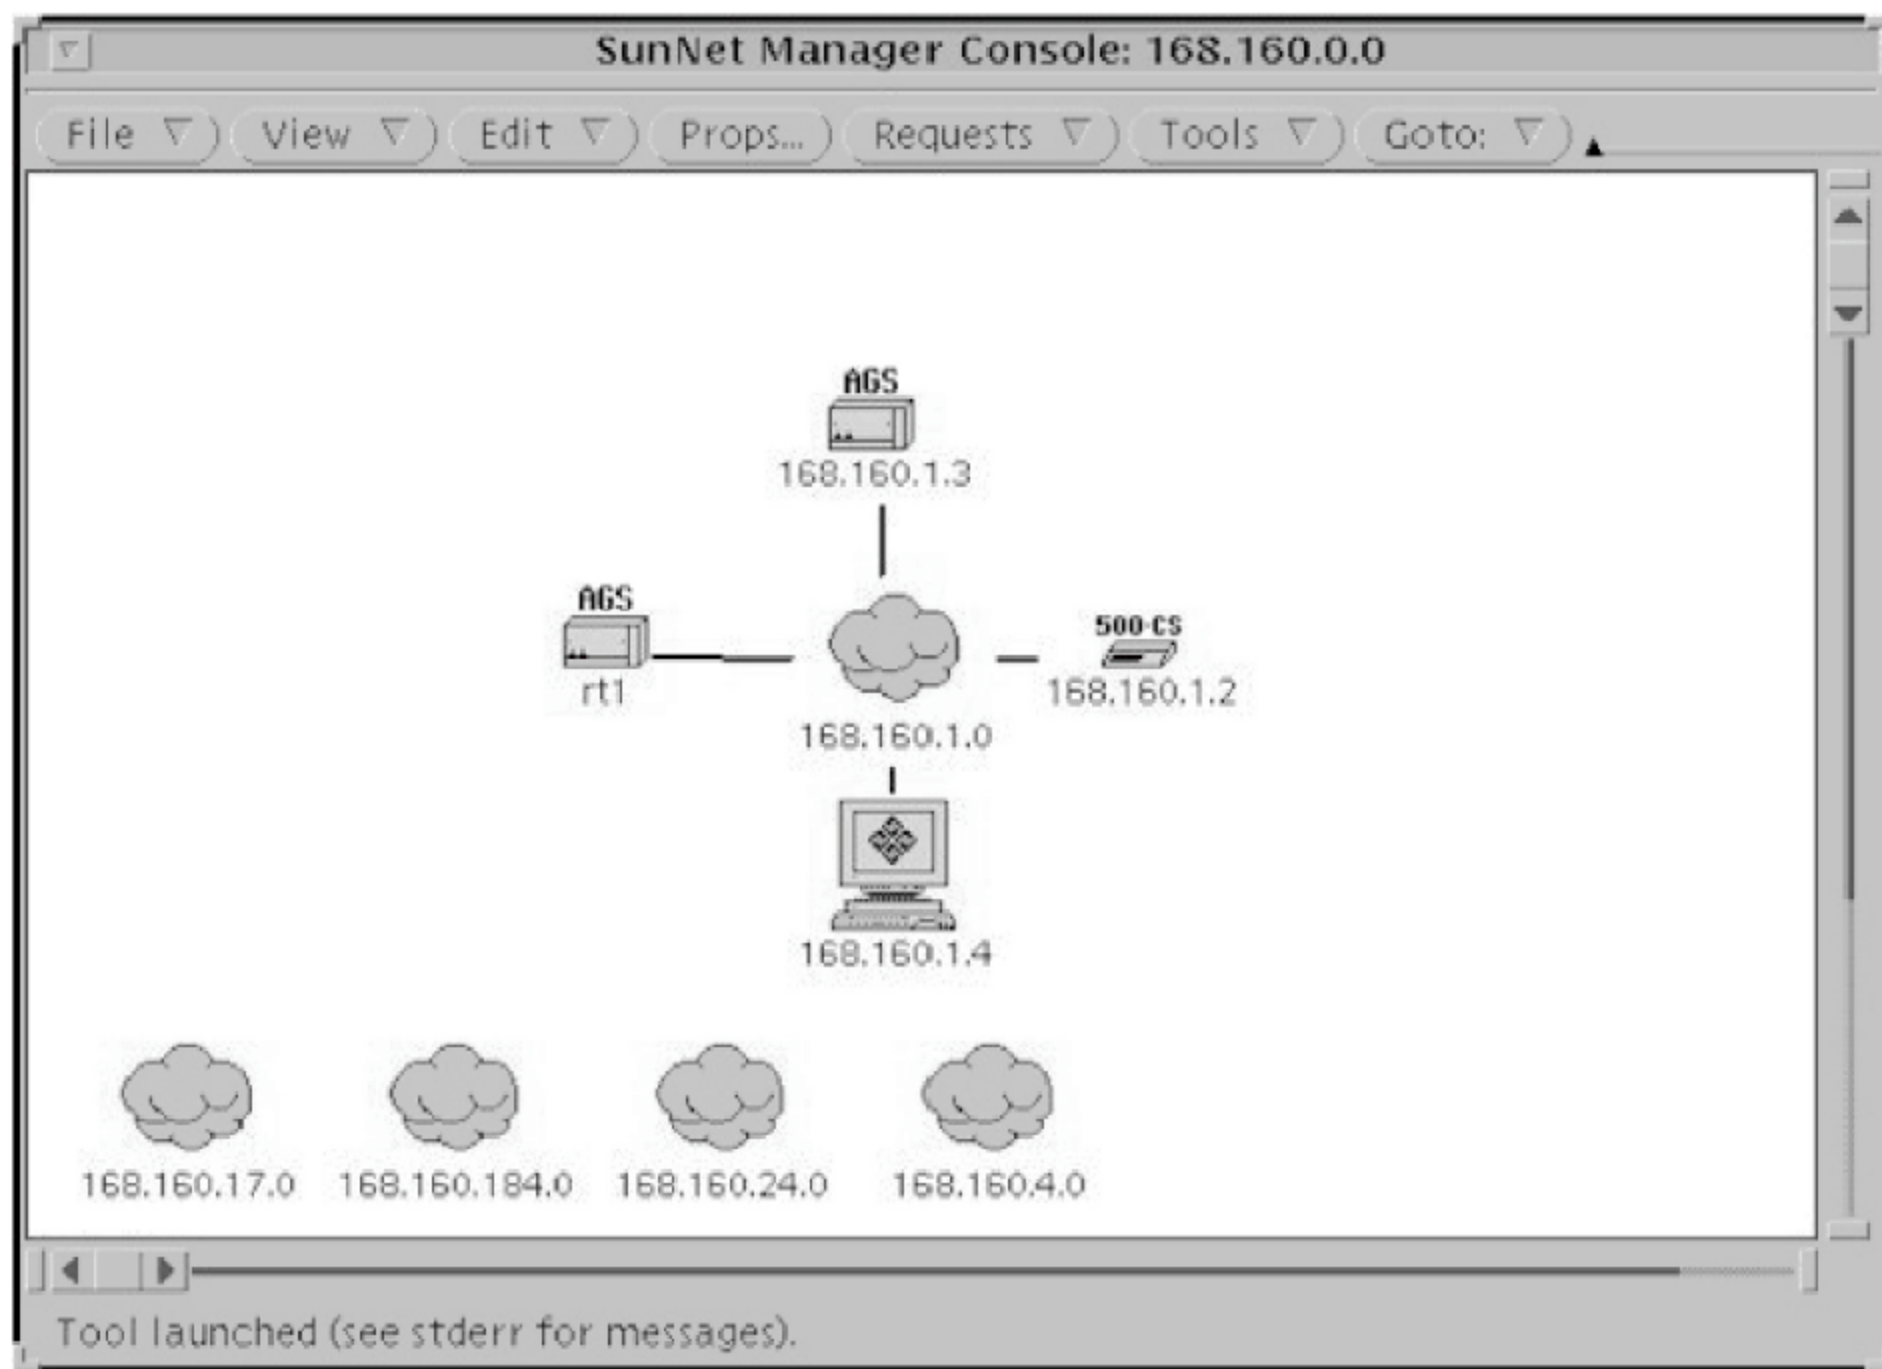 SunNet Manager Console: 168.160.0.0
File View Edit Props... Requests Tools Goto:
AGS
168.160.1.3
AGS
rt1
168.160.1.0
500-CS
168.160.1.2
168.160.1.4
168.160.17.0 168.160.184.0 168.160.24.0 168.160.4.0
Tool launched (see stderr for messages).